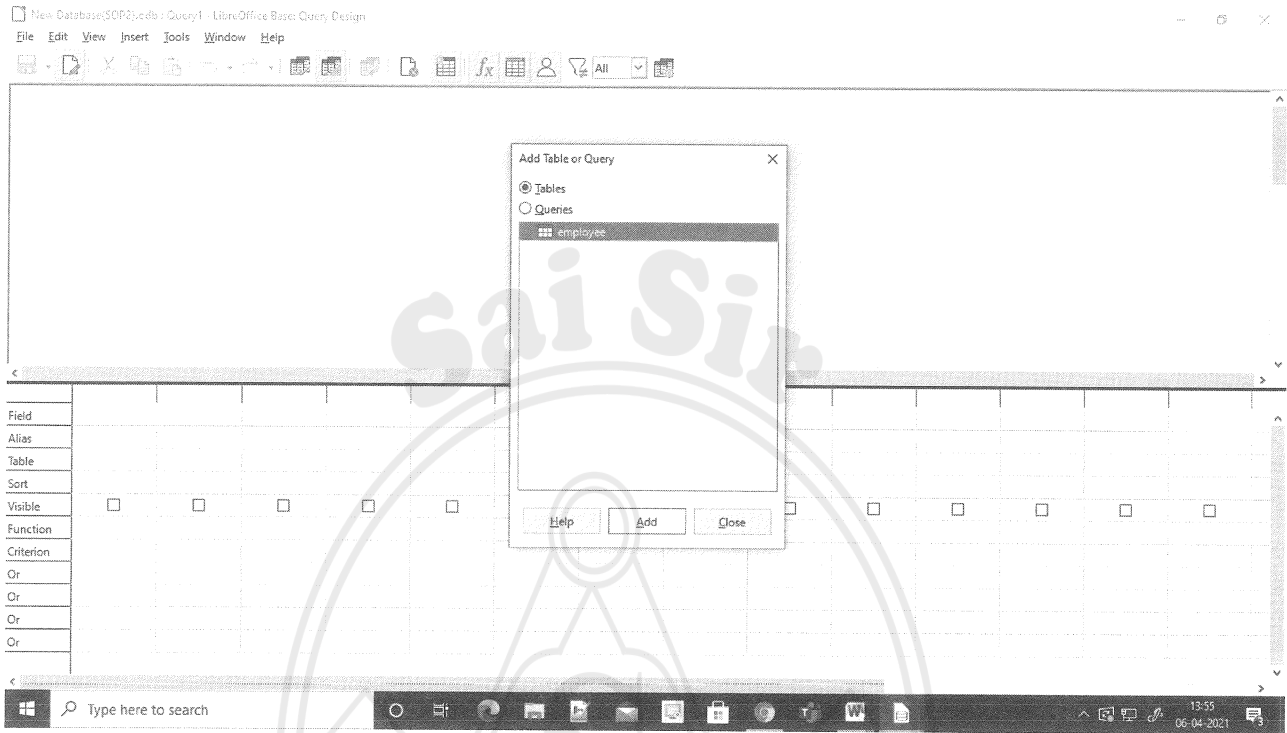 New Database(SOP2).odb : Query1 - LibreOffice Base: Query Design
File Edit View Insert Tools Window Help
All
Add Table or Query
Tables
Queries
employee
Sai Sir
Field
Alias
Table
Sort
Visible
Function
Criterion
Or
Or
Or
Or
Help Add Close
Type here to search
13:55
06-04-2021